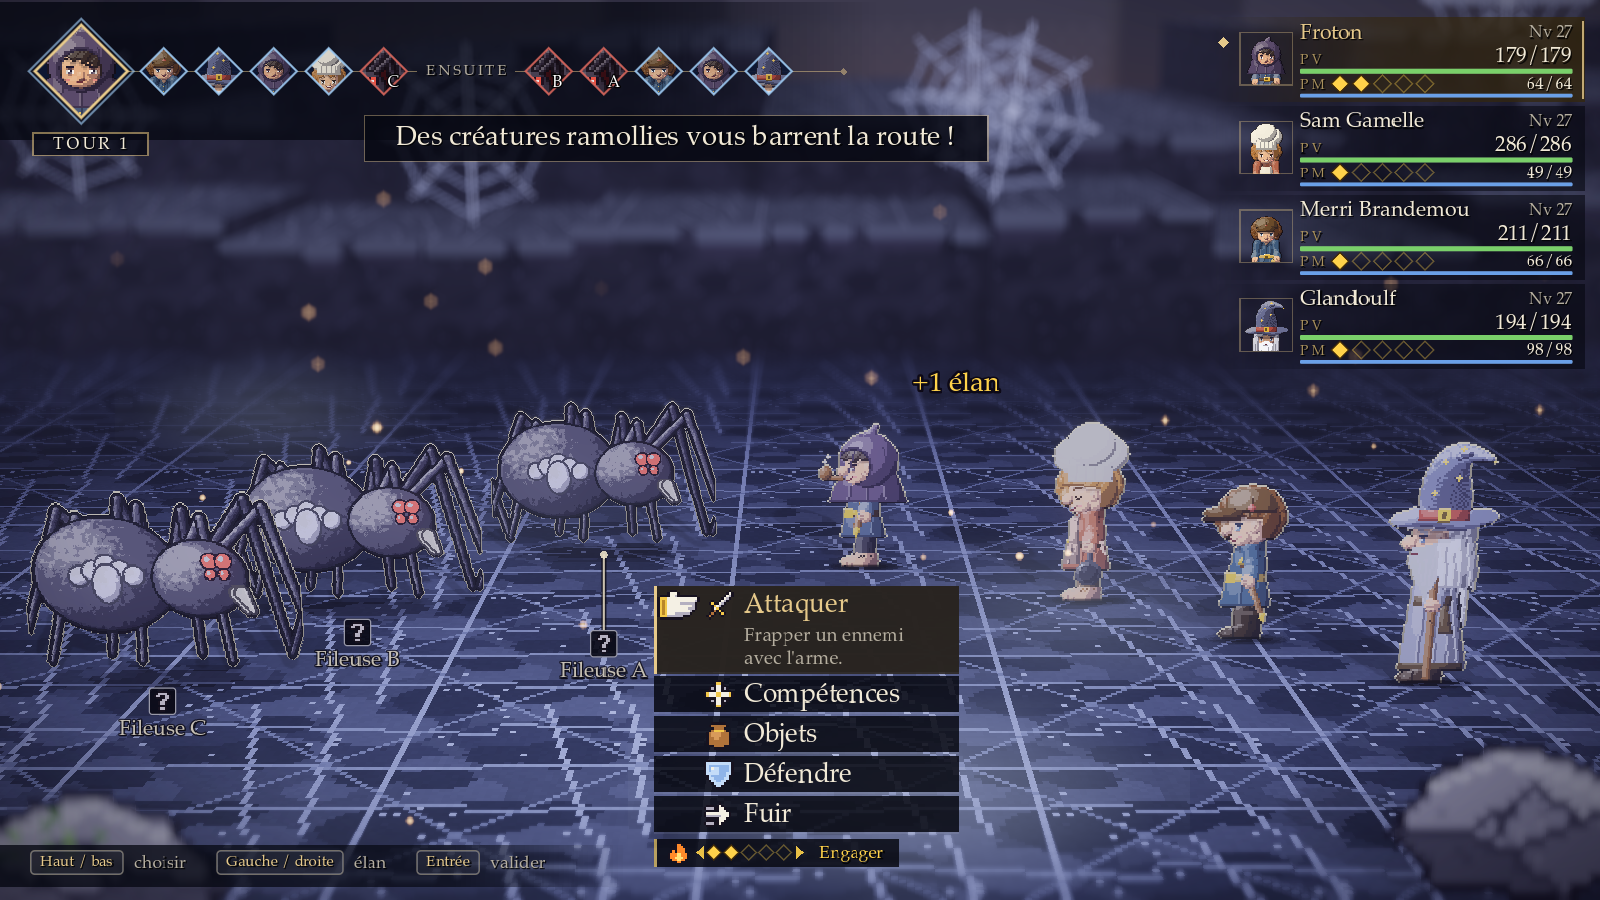 C
ENSUITE
B
A
TOUR 1
Des créatures ramollies vous barrent la route !
Froton
Nv 27
PV
179/179
PM
64/64
Sam Gamelle
Nv 27
PV
286/286
PM
49/49
Merri Brandemou
Nv 27
PV
211/211
PM
66/66
Glandoulf
Nv 27
PV
194/194
PM
98/98
+1 élan
?
Fileuse A
?
Fileuse B
?
Fileuse C
Attaquer
Frapper un ennemi
avec l'arme.
Compétences
Objets
Défendre
Fuir
Engager
Haut / bas choisir Gauche / droite élan Entrée valider